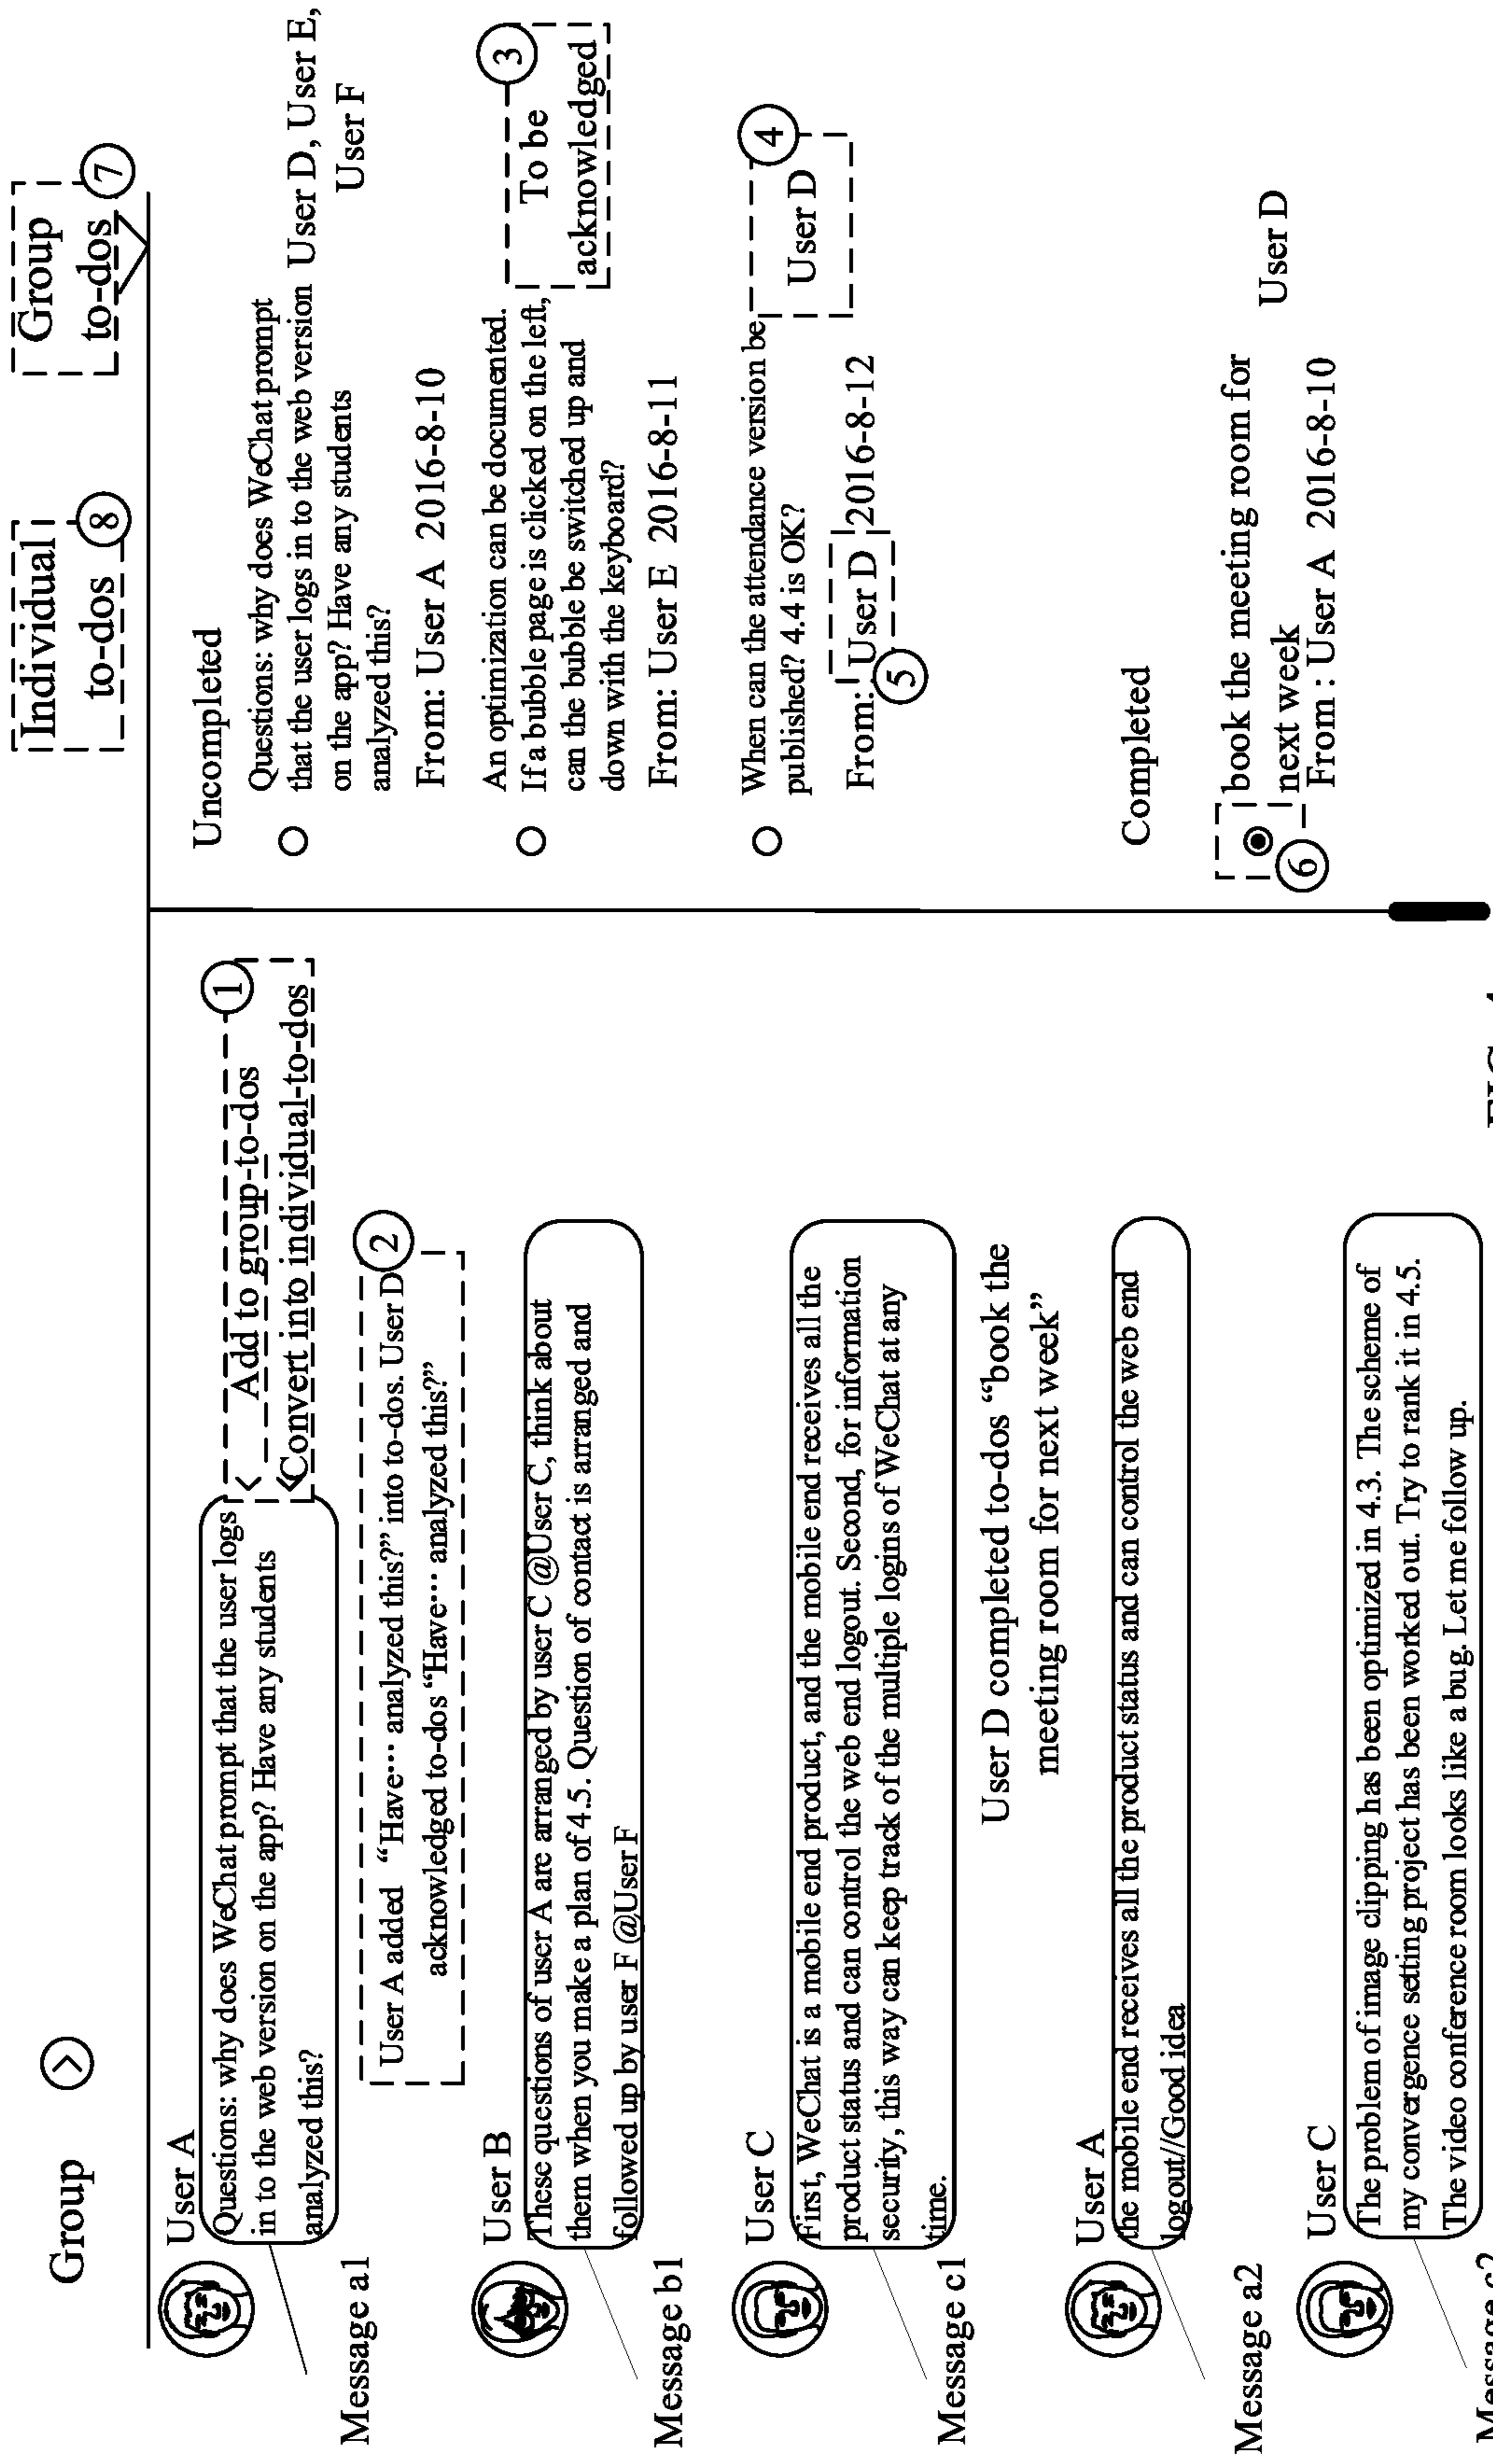 Group
Individual
to-dos
8
Group
to-dos
7
User A
Questions: why does WeChat prompt that the user logs
in to the web version on the app? Have any students
analyzed this?
Message a1
1
Add to group-to-dos
Convert into individual-to-dos
User A added “Have··· analyzed this?” into to-dos. User D
acknowledged to-dos “Have··· analyzed this?”
2
User B
These questions of user A are arranged by user C @User C, think about
them when you make a plan of 4.5. Question of contact is arranged and
followed up by user F @User F
Message b1
User C
First, WeChat is a mobile end product, and the mobile end receives all the
product status and can control the web end logout. Second, for information
security, this way can keep track of the multiple logins of WeChat at any
time.
Message c1
User D completed to-dos “book the
meeting room for next week”
User A
the mobile end receives all the product status and can control the web end
logout//Good idea
Message a2
User C
The problem of image clipping has been optimized in 4.3. The scheme of
my convergence setting project has been worked out. Try to rank it in 4.5.
The video conference room looks like a bug. Let me follow up.
Message c2
Uncompleted
Questions: why does WeChat prompt
that the user logs in to the web version
on the app? Have any students
analyzed this?
User D, User E,
User F
From: User A 2016-8-10
An optimization can be documented.
If a bubble page is clicked on the left,
can the bubble be switched up and
down with the keyboard?
3
To be
acknowledged
From: User E 2016-8-11
When can the attendance version be
published? 4.4 is OK?
4
User D
From: User D 2016-8-12
5
Completed
book the meeting room for
next week
User D
6
From : User A 2016-8-10